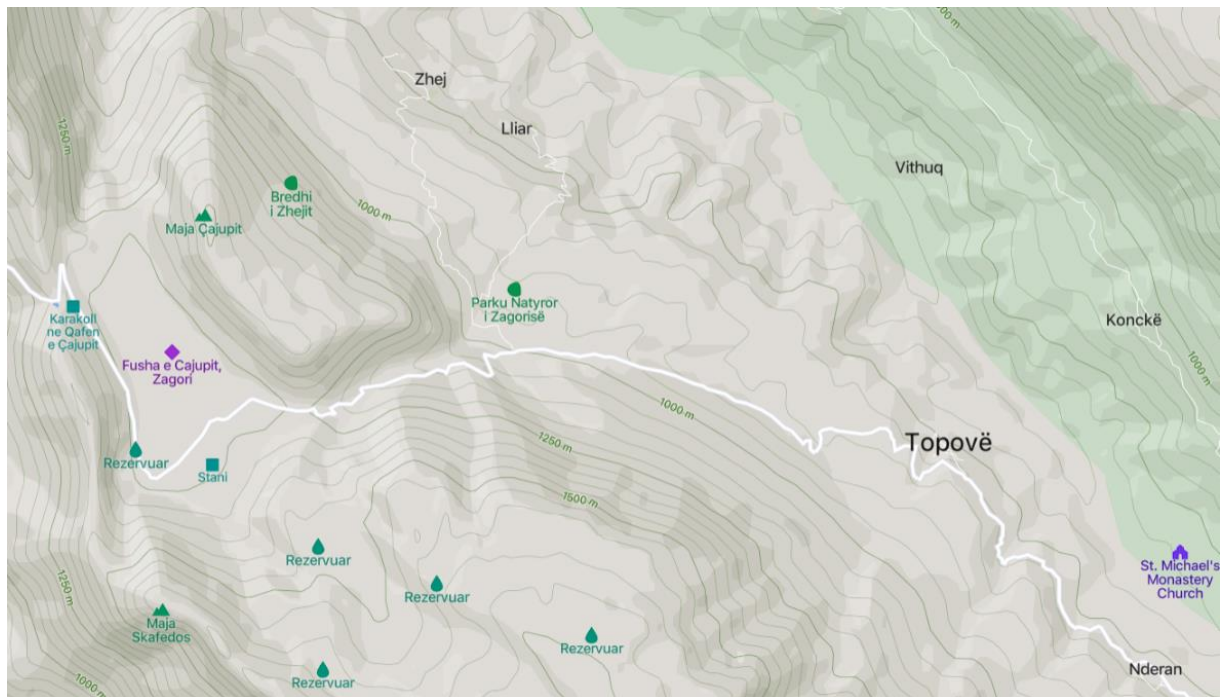 1000 m
Zhej
Lliar
1250 m
Vithuq
Bredhi
i Zhejit
1000 m
Maja Çajupit
Parku Natyror
i Zagorisë
Karakoll
ne Qafen
e Çajupit
Konckë
1000 m
Fusha e Cajupit,
Zagori
1000 m
1250 m
Topovë
Rezervuar
Stani
1500 m
Rezervuar
St. Michael's
Monastery
Church
1250 m
Rezervuar
Maja
Skafedos
Rezervuar
Nderan
Rezervuar
1000 m